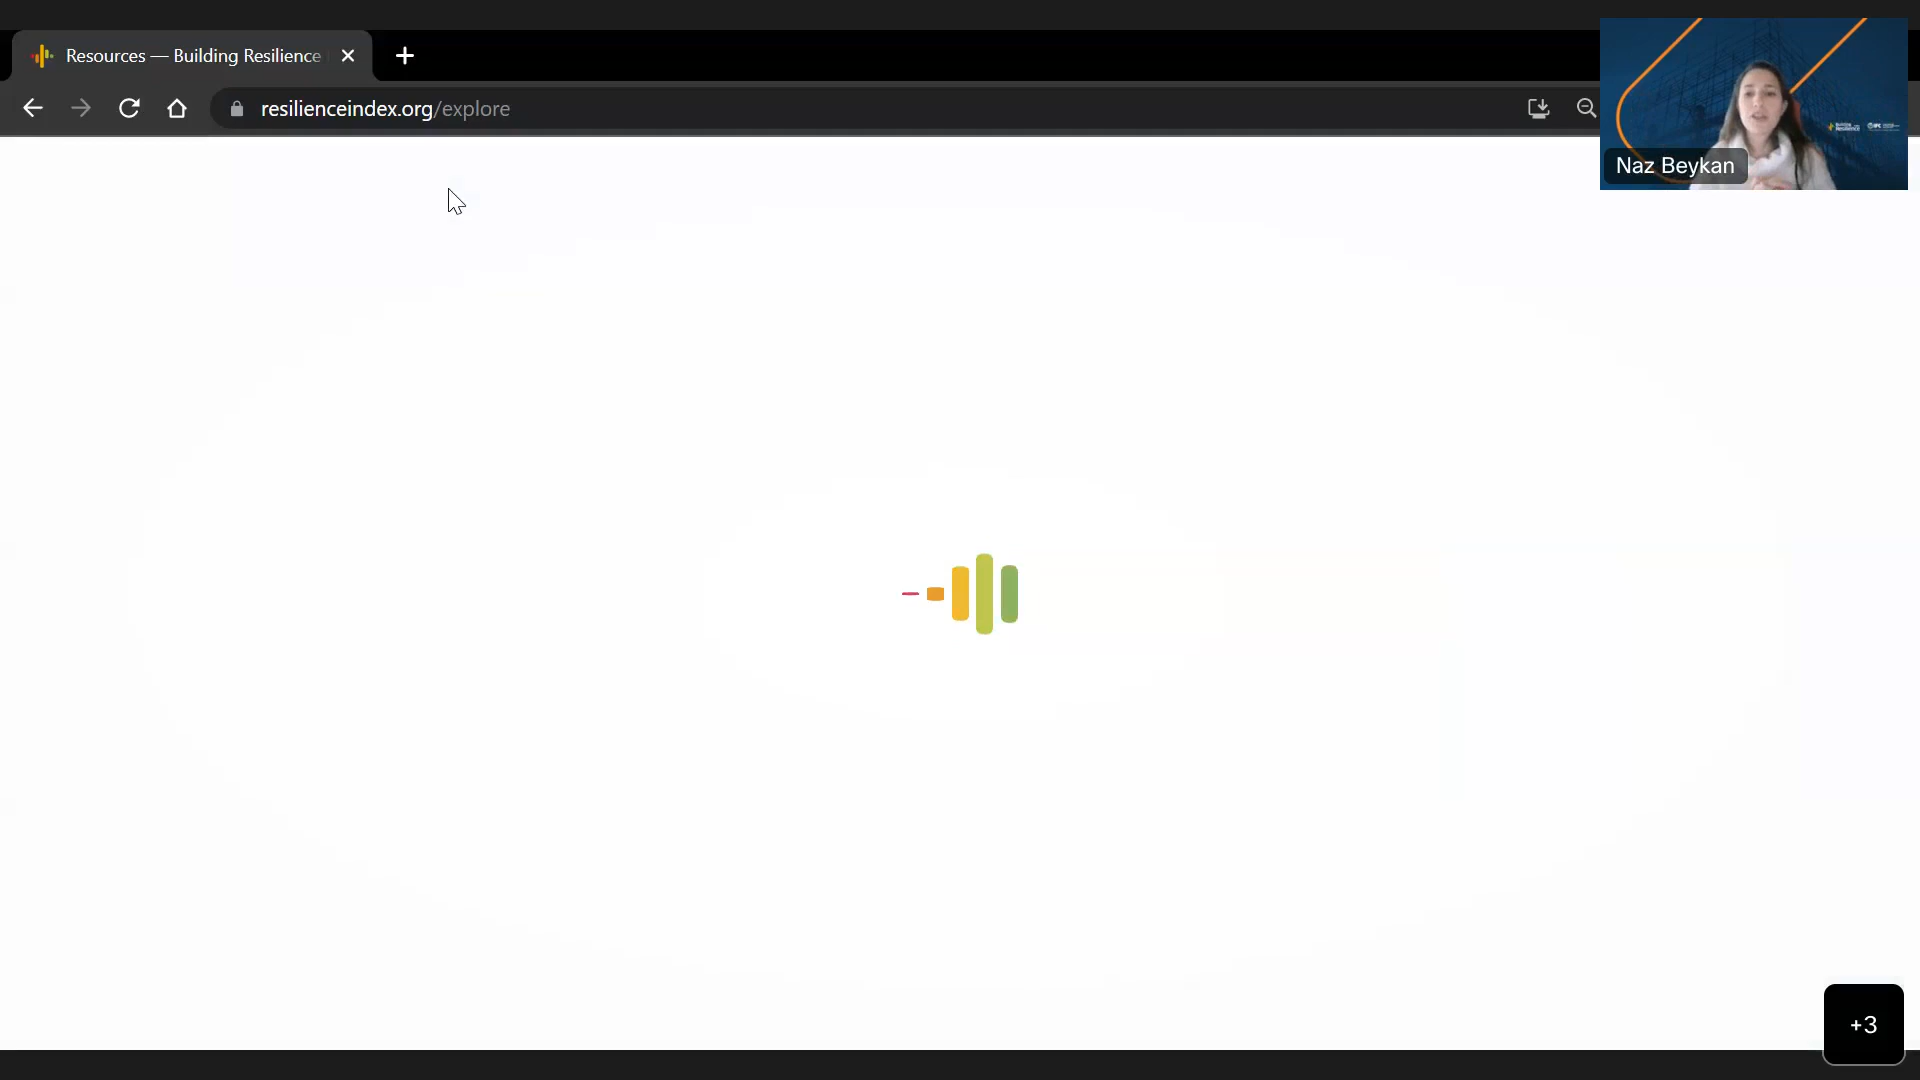 Resources — Building Resilience
resilienceindex.org/explore
Naz Beykan
+3